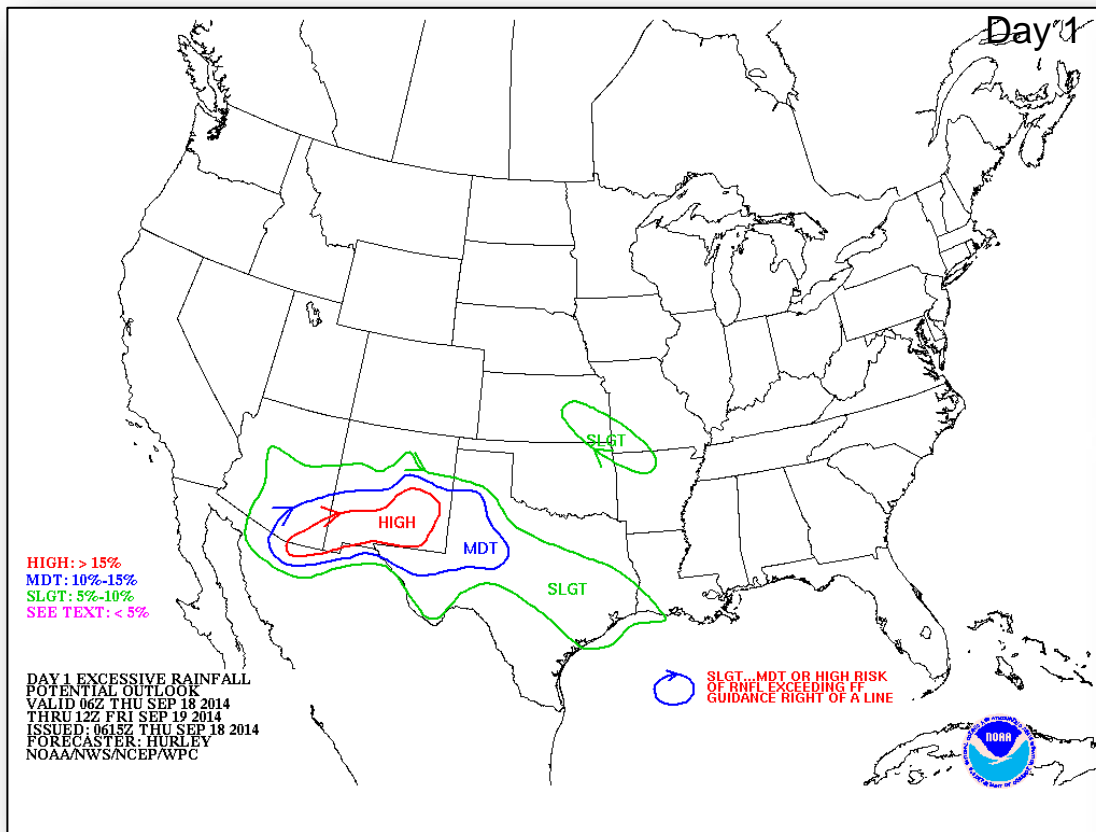 Day 1
SLGT
HIGH
MDT
SLGT
HIGH: > 15%
MDT: 10%-15%
SLGT: 5%-10%
SEE TEXT: < 5%
DAY 1 EXCESSIVE RAINFALL
POTENTIAL OUTLOOK
VALID 06Z THU SEP 18 2014
THRU 12Z FRI SEP 19 2014
ISSUED: 0615Z THU SEP 18 2014
FORECASTER: HURLEY
NOAA/NWS/NCEP/WPC
SLGT...MDT OR HIGH RISK
OF RNFL EXCEEDING FF
GUIDANCE RIGHT OF A LINE
NOAA